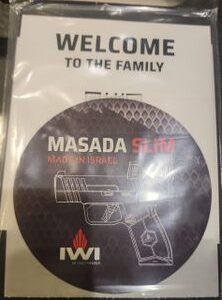 WELCOME
TO THE FAMILY
MASADA SLIM
MADE IN ISRAEL
IWI